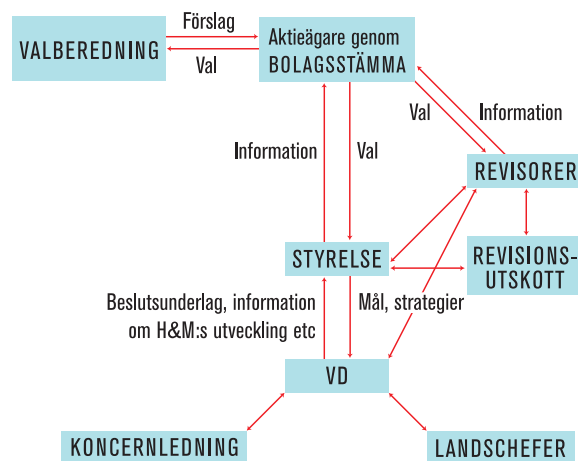 Förslag
VALBEREDNING
Val
Aktieägare genom
BOLAGSSTÄMMA
Information
Val
Val
Information
REVISORER
STYRELSE
REVISIONS-
UTSKOTT
Beslutsunderlag, information
om H&M:s utveckling etc
Mål, strategier
VD
KONCERNLEDNING
LANDSCHEFER